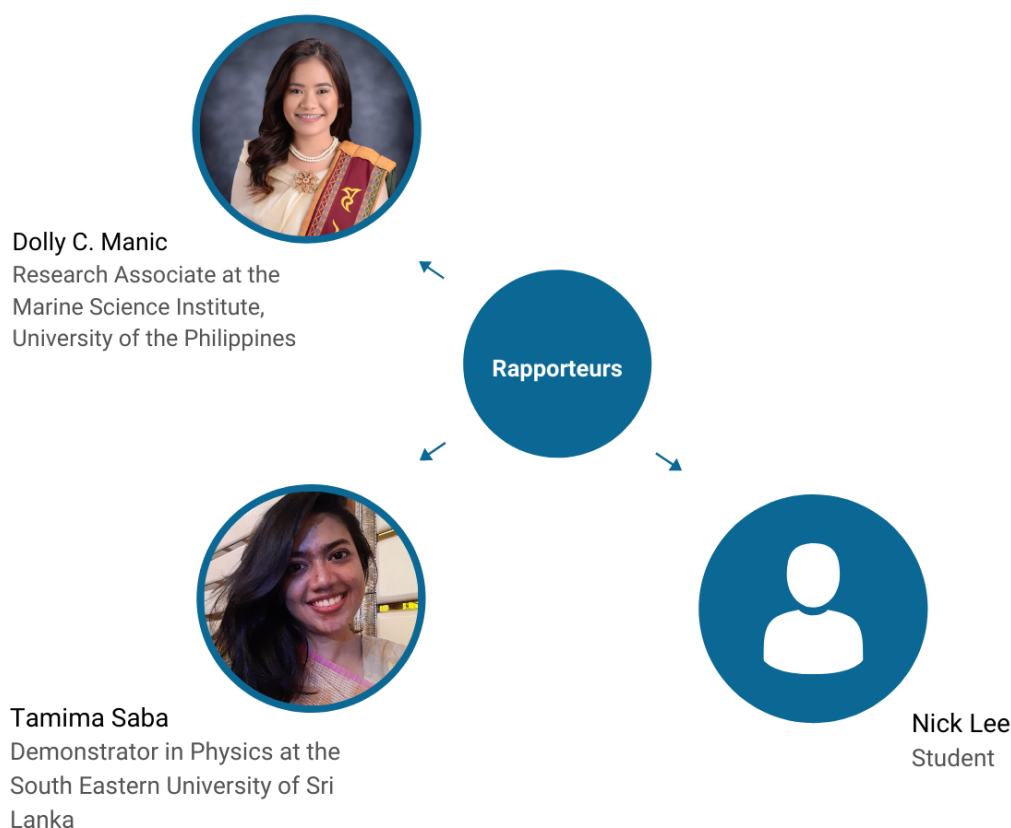 Dolly C. Manic
Research Associate at the
Marine Science Institute,
University of the Philippines
Rapporteurs
Tamima Saba
Demonstrator in Physics at the
South Eastern University of Sri
Lanka
Nick Lee
Student